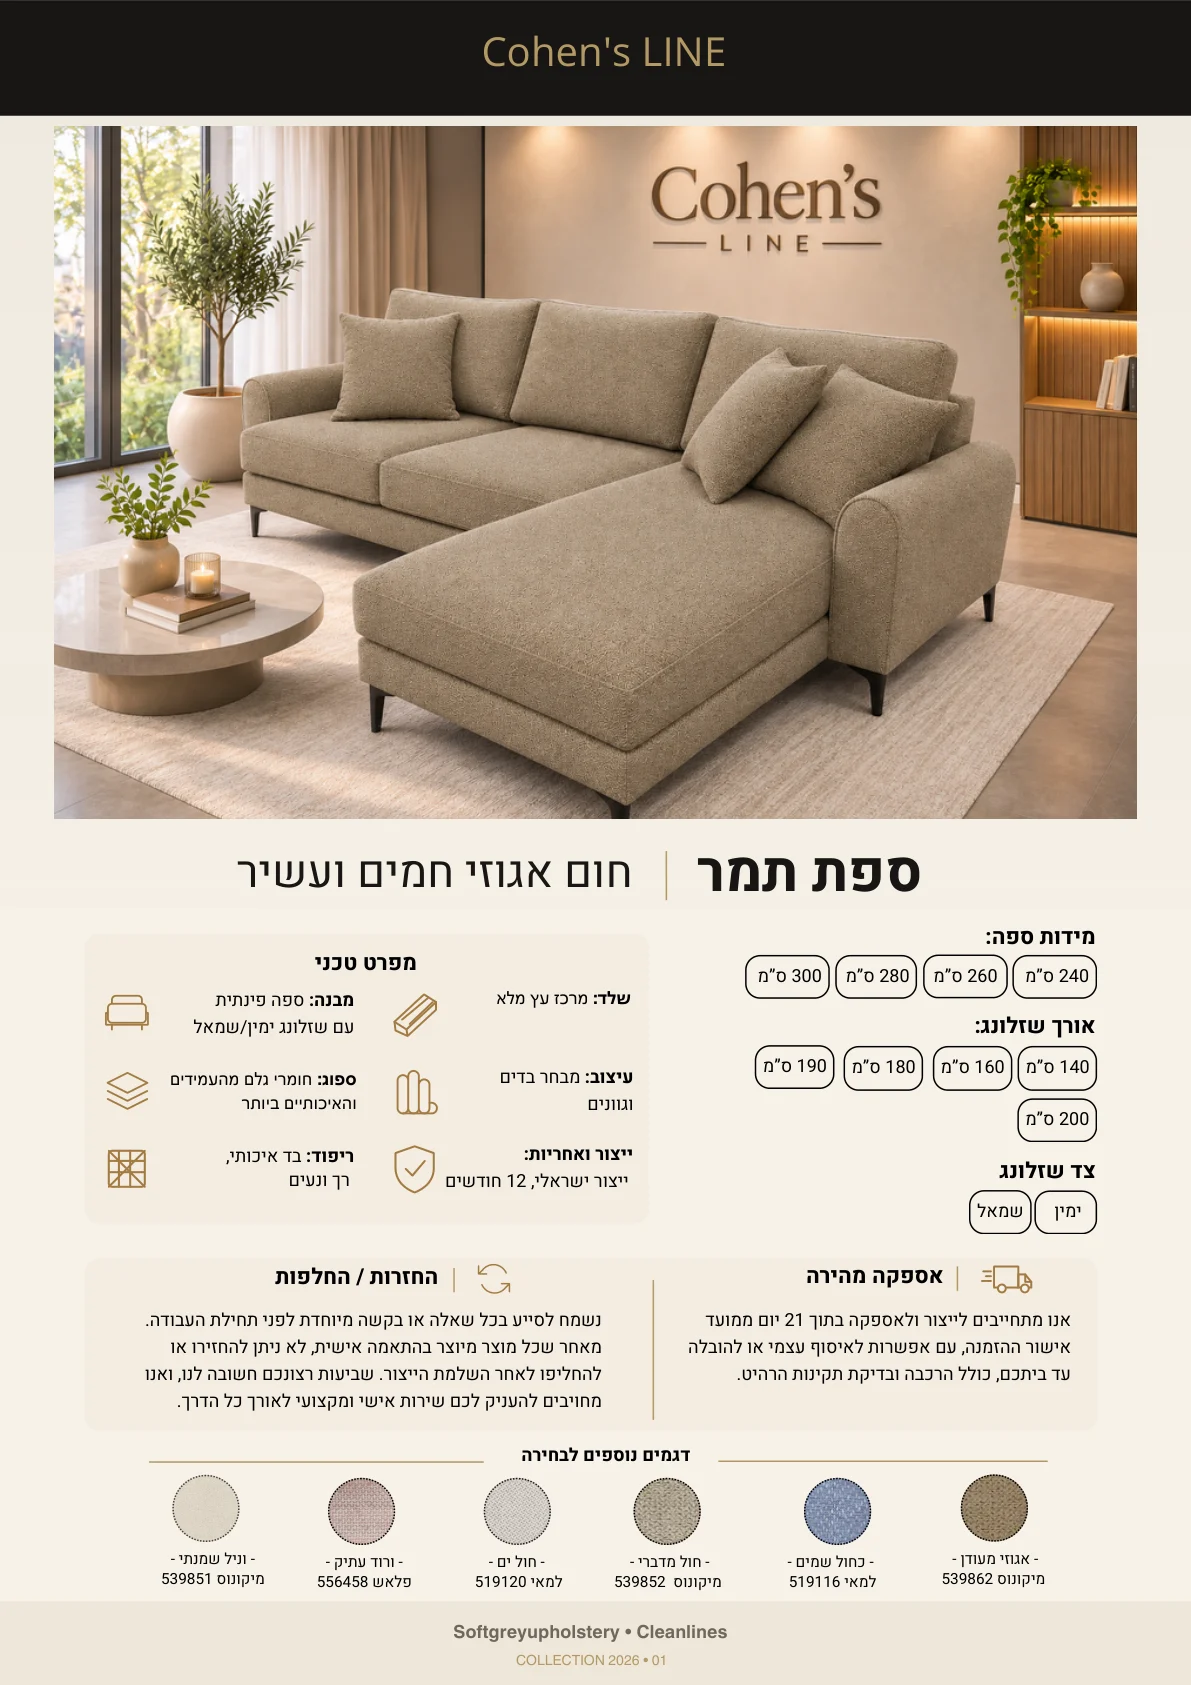 Cohen's LINE
Cohen's
LINE
ספת תמר | חום אגוזי חמים ועשיר
מידות ספה:
240 ס״מ
260 ס״מ
280 ס״מ
300 ס״מ
אורך שזלונג:
140 ס״מ
160 ס״מ
180 ס״מ
190 ס״מ
200 ס״מ
צד שזלונג
ימין
שמאל
מפרט טכני
שלד: מרכז עץ מלא
מבנה: ספה פינתית
עם שזלונג ימין/שמאל
עיצוב: מבחר בדים
וגוונים
ספוג: חומרי גלם מהעמידים
והאיכותיים ביותר
ייצור ואחריות:
ייצור ישראלי, 12 חודשים
ריפוד: בד איכותי,
רך ונעים
אספקה מהירה
אנו מתחייבים לייצור ולאספקה בתוך 21 יום ממועד
אישור ההזמנה, עם אפשרות לאיסוף עצמי או להובלה
עד ביתכם, כולל הרכבה ובדיקת תקינות הרהיט.
החזרות / החלפות
נשמח לסייע בכל שאלה או בקשה מיוחדת לפני תחילת העבודה.
מאחר שכל מוצר מיוצר בהתאמה אישית, לא ניתן להחזירו או
להחליפו לאחר השלמת הייצור. שביעות רצונכם חשובה לנו, ואנו
מחויבים להעניק לכם שירות אישי ומקצועי לאורך כל הדרך.
דגמים נוספים לבחירה
- אגוזי מעודן -
מיקונוס 539862
- כחול שמים -
למאי 519116
- חול מדברי -
מיקונוס 539852
- חול ים -
למאי 519120
- ורוד עתיק -
פלאש 556458
- וניל שמנתי -
מיקונוס 539851
Softgreyupholstery • Cleanlines
COLLECTION 2026 • 01